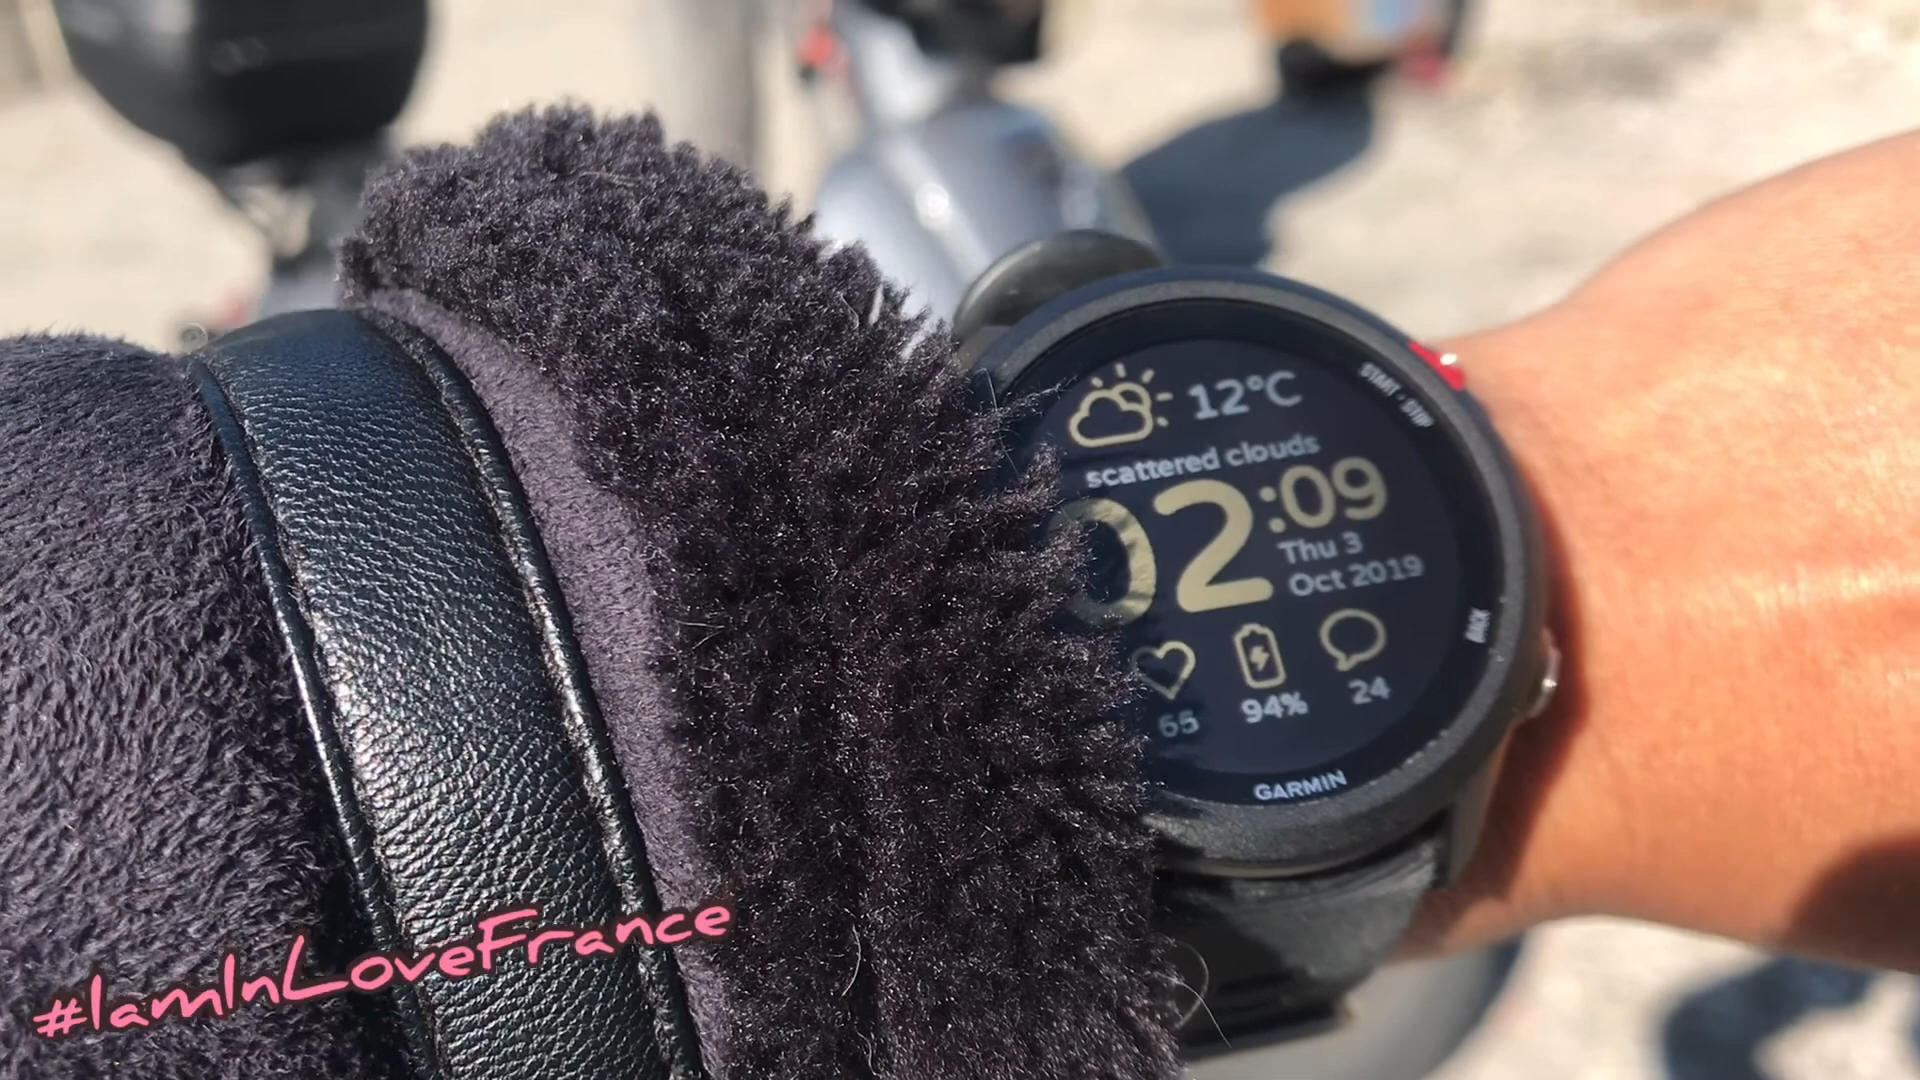 12°C
START · STOP
scattered clouds
02:09
Thu 3
Oct 2019
BACK
65
94%
24
GARMIN
#IamInLoveFrance